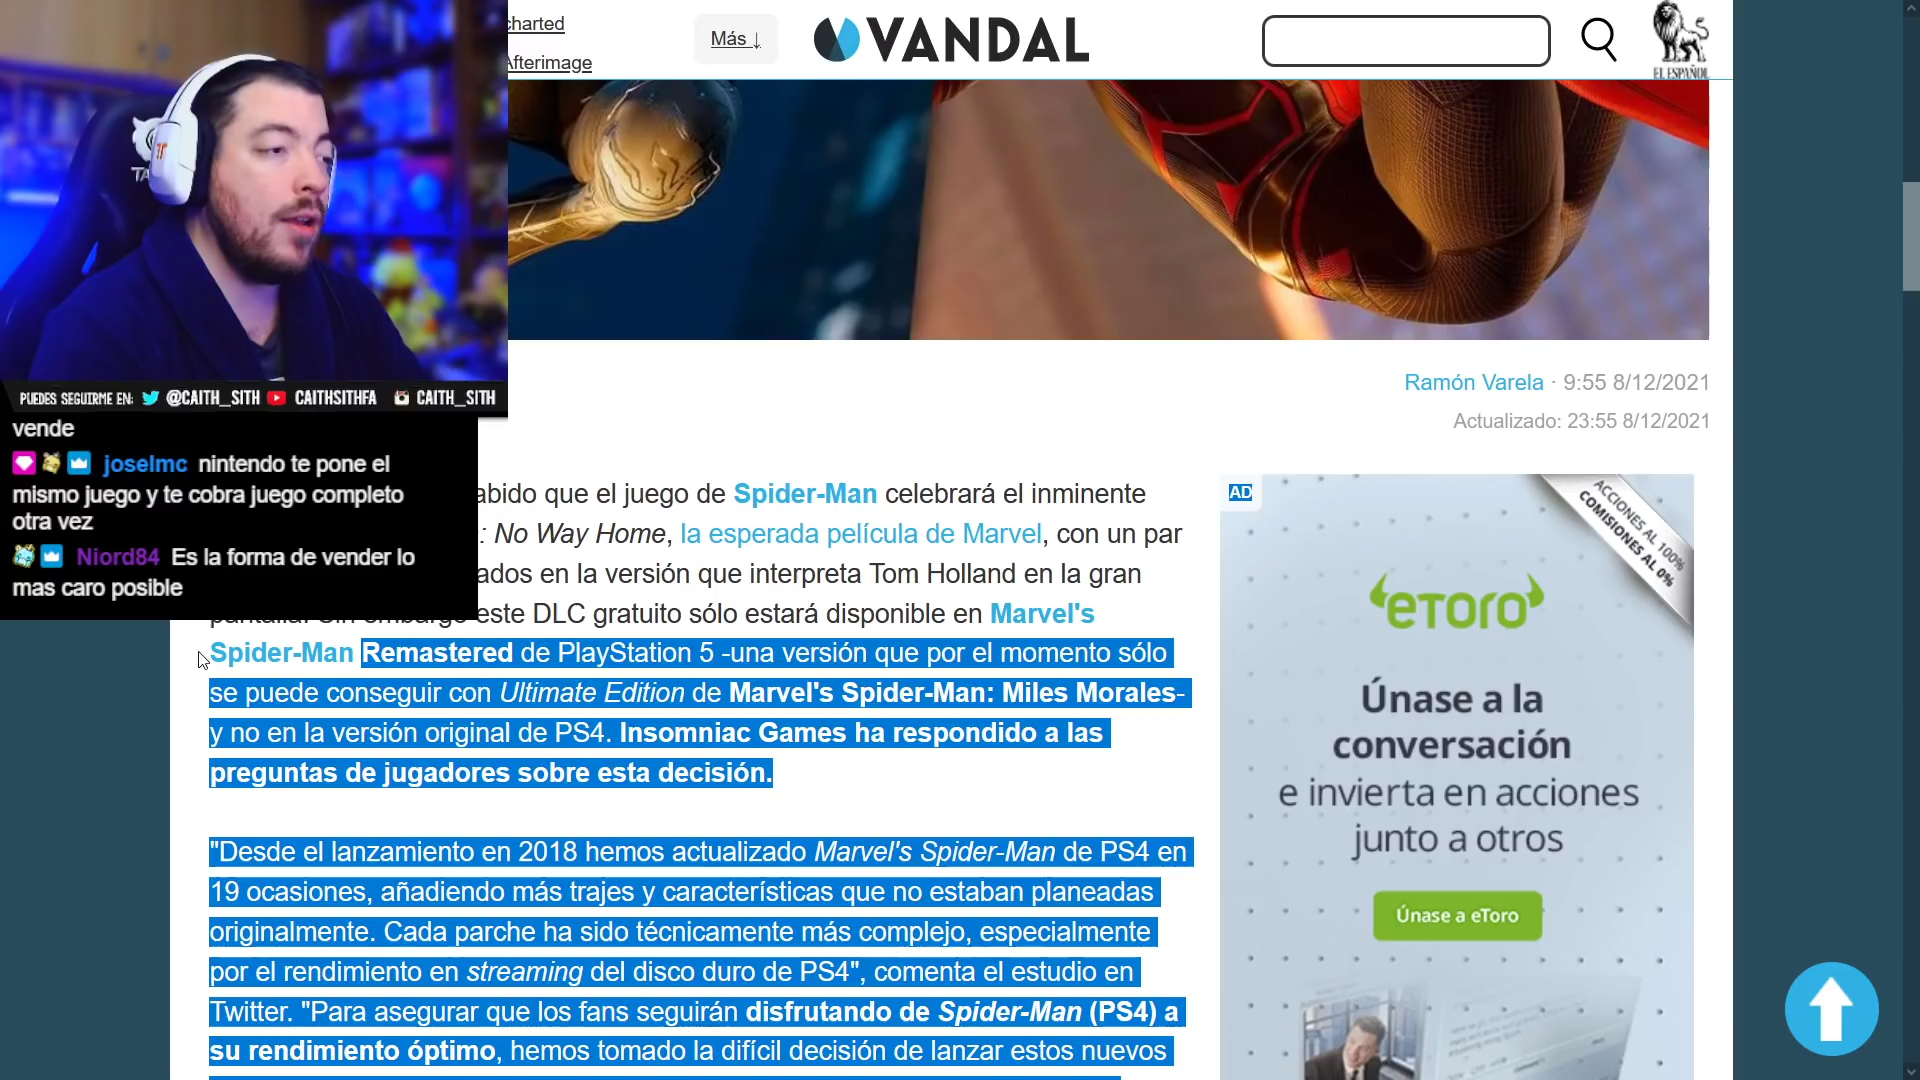 charted
Afterimage
Más ↓
VANDAL
EL ESPAÑOL
TA
PUEDES SEGUIRME EN: @CAITH_SITH CAITHSITHFA CAITH_SITH
vende
joselmc nintendo te pone el
mismo juego y te cobra juego completo
otra vez
Niord84 Es la forma de vender lo
mas caro posible
Ramón Varela · 9:55 8/12/2021
Actualizado: 23:55 8/12/2021
abido que el juego de Spider-Man celebrará el inminente
: No Way Home, la esperada película de Marvel, con un par
ados en la versión que interpreta Tom Holland en la gran
pantalla. Sin embargo este DLC gratuito sólo estará disponible en Marvel's
Spider-Man Remastered de PlayStation 5 -una versión que por el momento sólo
se puede conseguir con Ultimate Edition de Marvel's Spider-Man: Miles Morales-
y no en la versión original de PS4. Insomniac Games ha respondido a las
preguntas de jugadores sobre esta decisión.
"Desde el lanzamiento en 2018 hemos actualizado Marvel's Spider-Man de PS4 en
19 ocasiones, añadiendo más trajes y características que no estaban planeadas
originalmente. Cada parche ha sido técnicamente más complejo, especialmente
por el rendimiento en streaming del disco duro de PS4", comenta el estudio en
Twitter. "Para asegurar que los fans seguirán disfrutando de Spider-Man (PS4) a
su rendimiento óptimo, hemos tomado la difícil decisión de lanzar estos nuevos
AD
ACCIONES AL 100%
COMISIONES AL 0%
eToro
Únase a la
conversación
e invierta en acciones
junto a otros
Únase a eToro